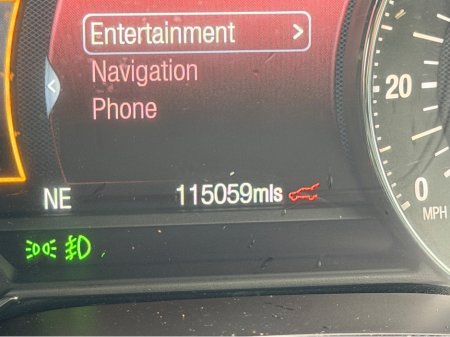 Entertainment >
<
Navigation
Phone
20
NE
115059mls
0
MPH